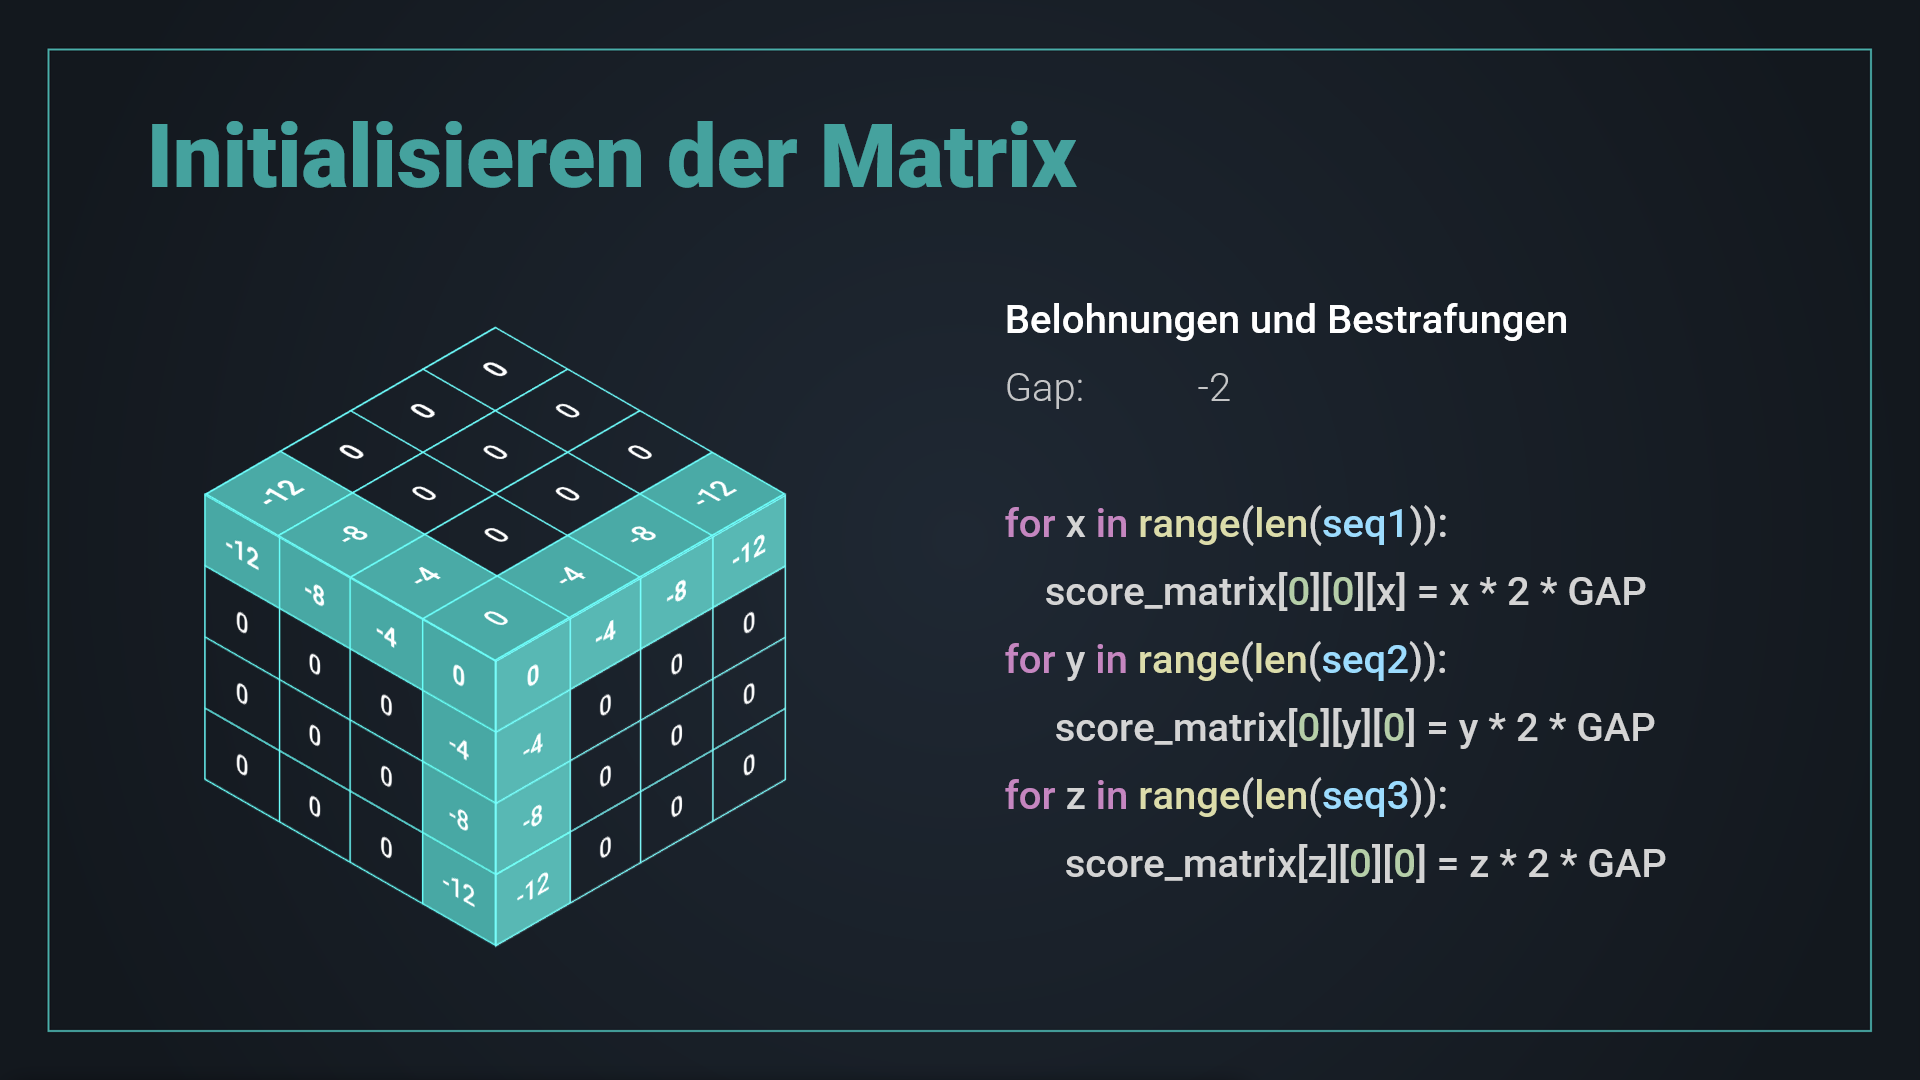 Initialisieren der Matrix
0
0 0
0 0 0
-12 0 0 -12
-8 0 -8
-4 -4
0
-12 -8 -4 0
0 0 0 -4
0 0 0 -8
0 0 0 -12
0 -4 -8 -12
-4 0 0 0
-8 0 0 0
-12 0 0 0
Belohnungen und Bestrafungen
Gap: -2
for x in range(len(seq1)):
score_matrix[0][0][x] = x * 2 * GAP
for y in range(len(seq2)):
score_matrix[0][y][0] = y * 2 * GAP
for z in range(len(seq3)):
score_matrix[z][0][0] = z * 2 * GAP